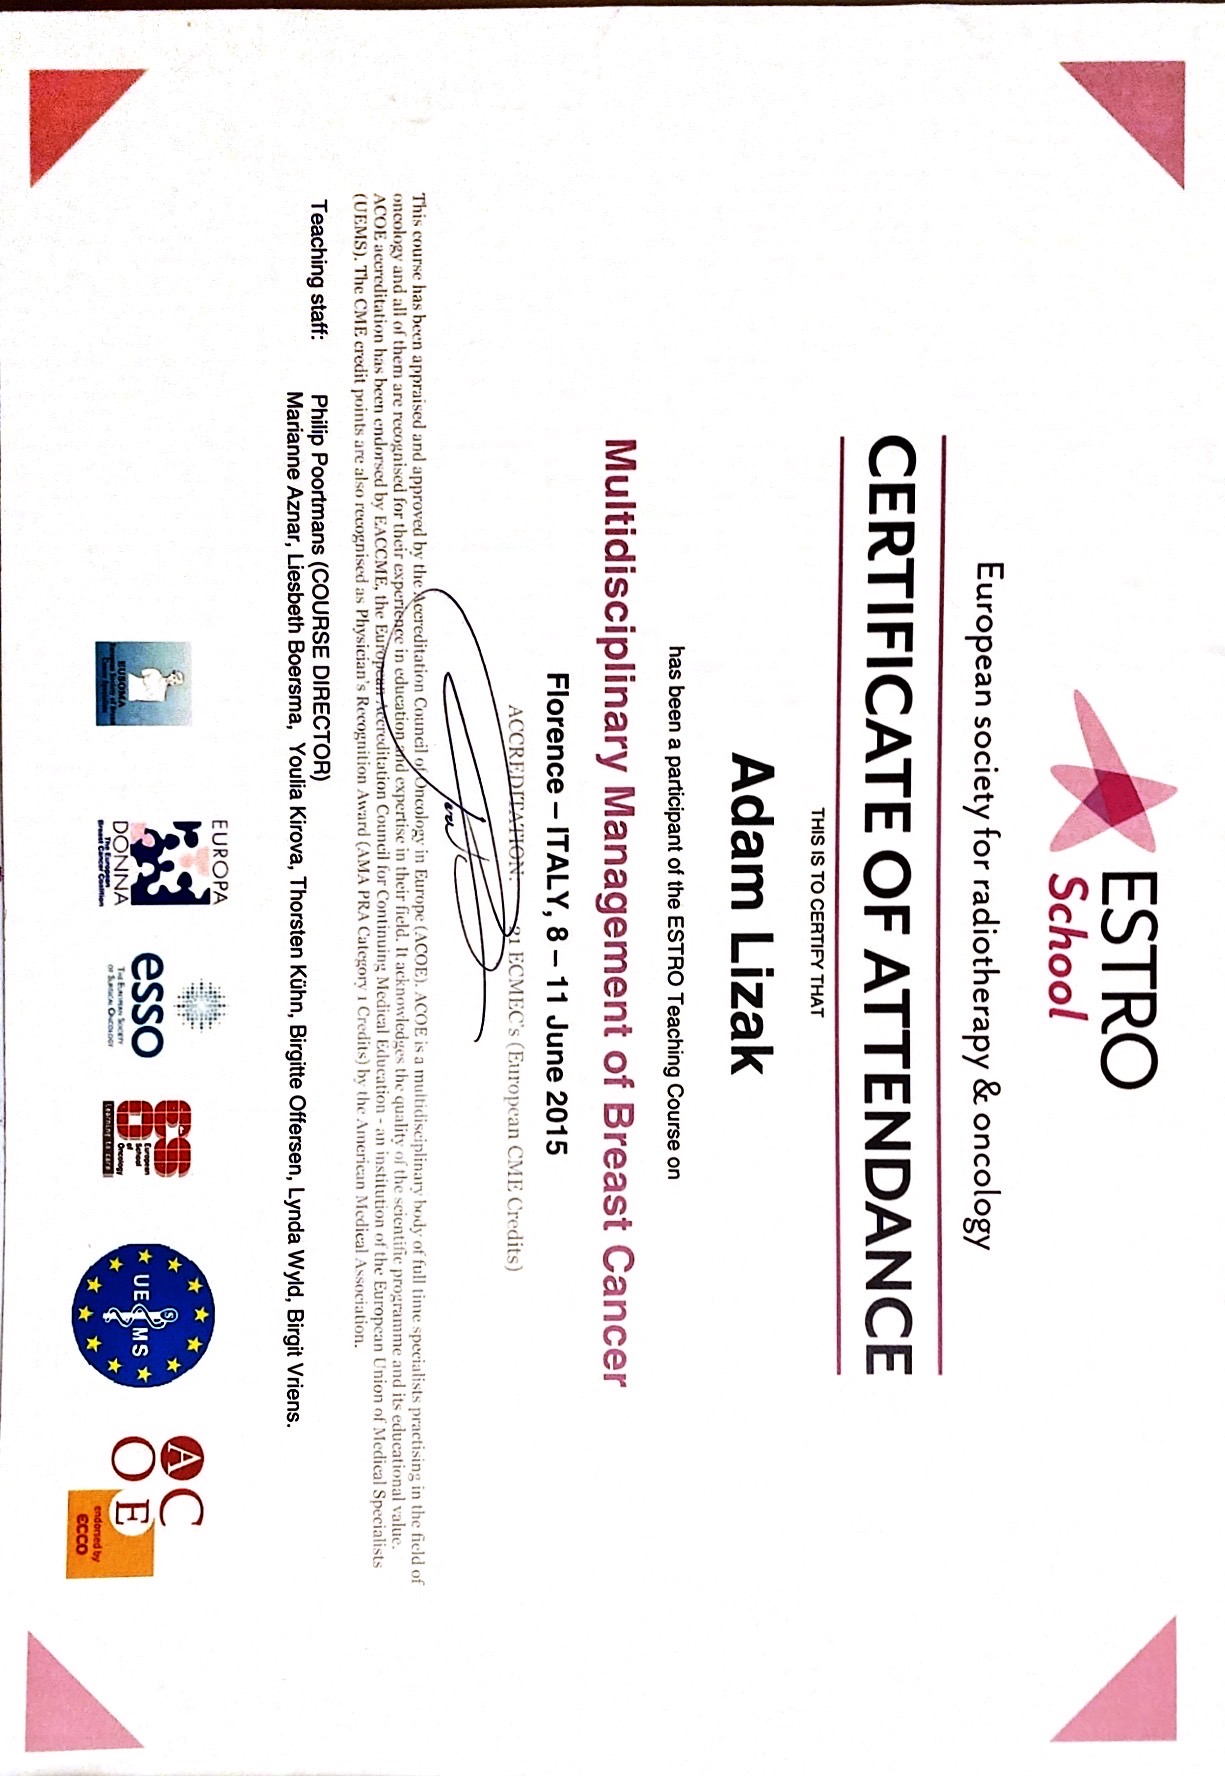 ESTRO
School
European society for radiotherapy & oncology
CERTIFICATE OF ATTENDANCE
THIS IS TO CERTIFY THAT
Adam Lizak
has been a participant of the ESTRO Teaching Course on
Multidisciplinary Management of Breast Cancer
Florence – ITALY, 8 – 11 June 2015
ACCREDITATION: 21 ECMEC's (European CME Credits)
This course has been appraised and approved by the Accreditation Council of Oncology in Europe (ACOE). ACOE is a multidisciplinary body of full time specialists practising in the field of
oncology and all of them are recognised for their experience in education and expertise in their field. It acknowledges the quality of the scientific programme and its educational value.
ACOE accreditation has been endorsed by EACCME, the European Accreditation Council for Continuing Medical Education - an institution of the European Union of Medical Specialists
(UEMS). The CME credit points are also recognised as Physician's Recognition Award (AMA PRA Category 1 Credits) by the American Medical Association.
Teaching staff: Philip Poortmans (COURSE DIRECTOR)
Marianne Aznar, Liesbeth Boersma, Youlia Kirova, Thorsten Kühn, Birgitte Offersen, Lynda Wyld, Birgit Vriens.
EUSOMA
European Society of Breast
Cancer Specialists
EUROPA
DONNA
The European
Breast Cancer Coalition
esso
The European Society
of Surgical Oncology
ESO
European
School
of
Oncology
Learning to care
UEMS
ACOE
endorsed by
ECCO